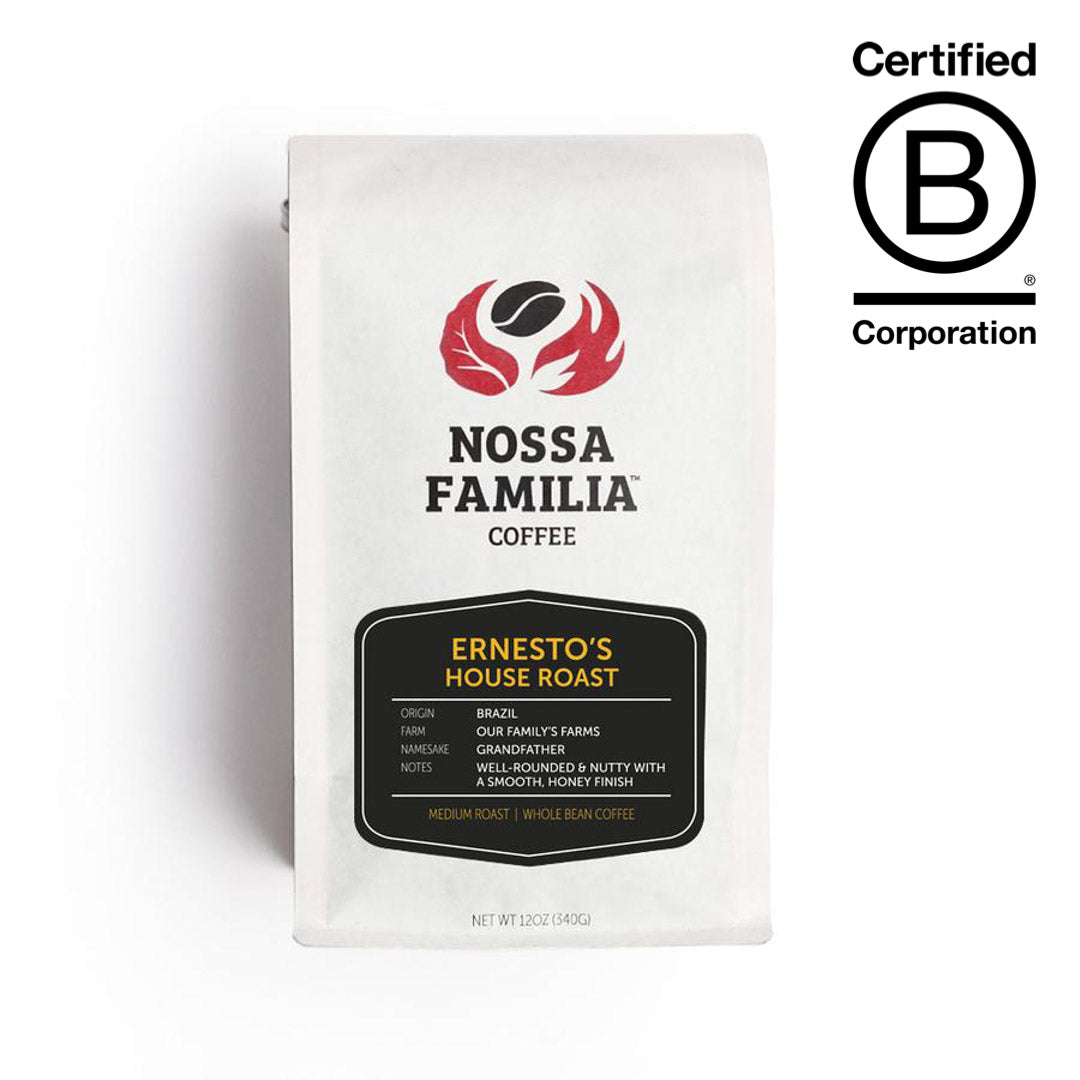 Certified
B
®
Corporation
NOSSA
FAMILIA™
COFFEE
ERNESTO'S
HOUSE ROAST
ORIGIN BRAZIL
FARM OUR FAMILY'S FARMS
NAMESAKE GRANDFATHER
NOTES WELL-ROUNDED & NUTTY WITH
A SMOOTH, HONEY FINISH
MEDIUM ROAST | WHOLE BEAN COFFEE
NET WT 12OZ (340G)